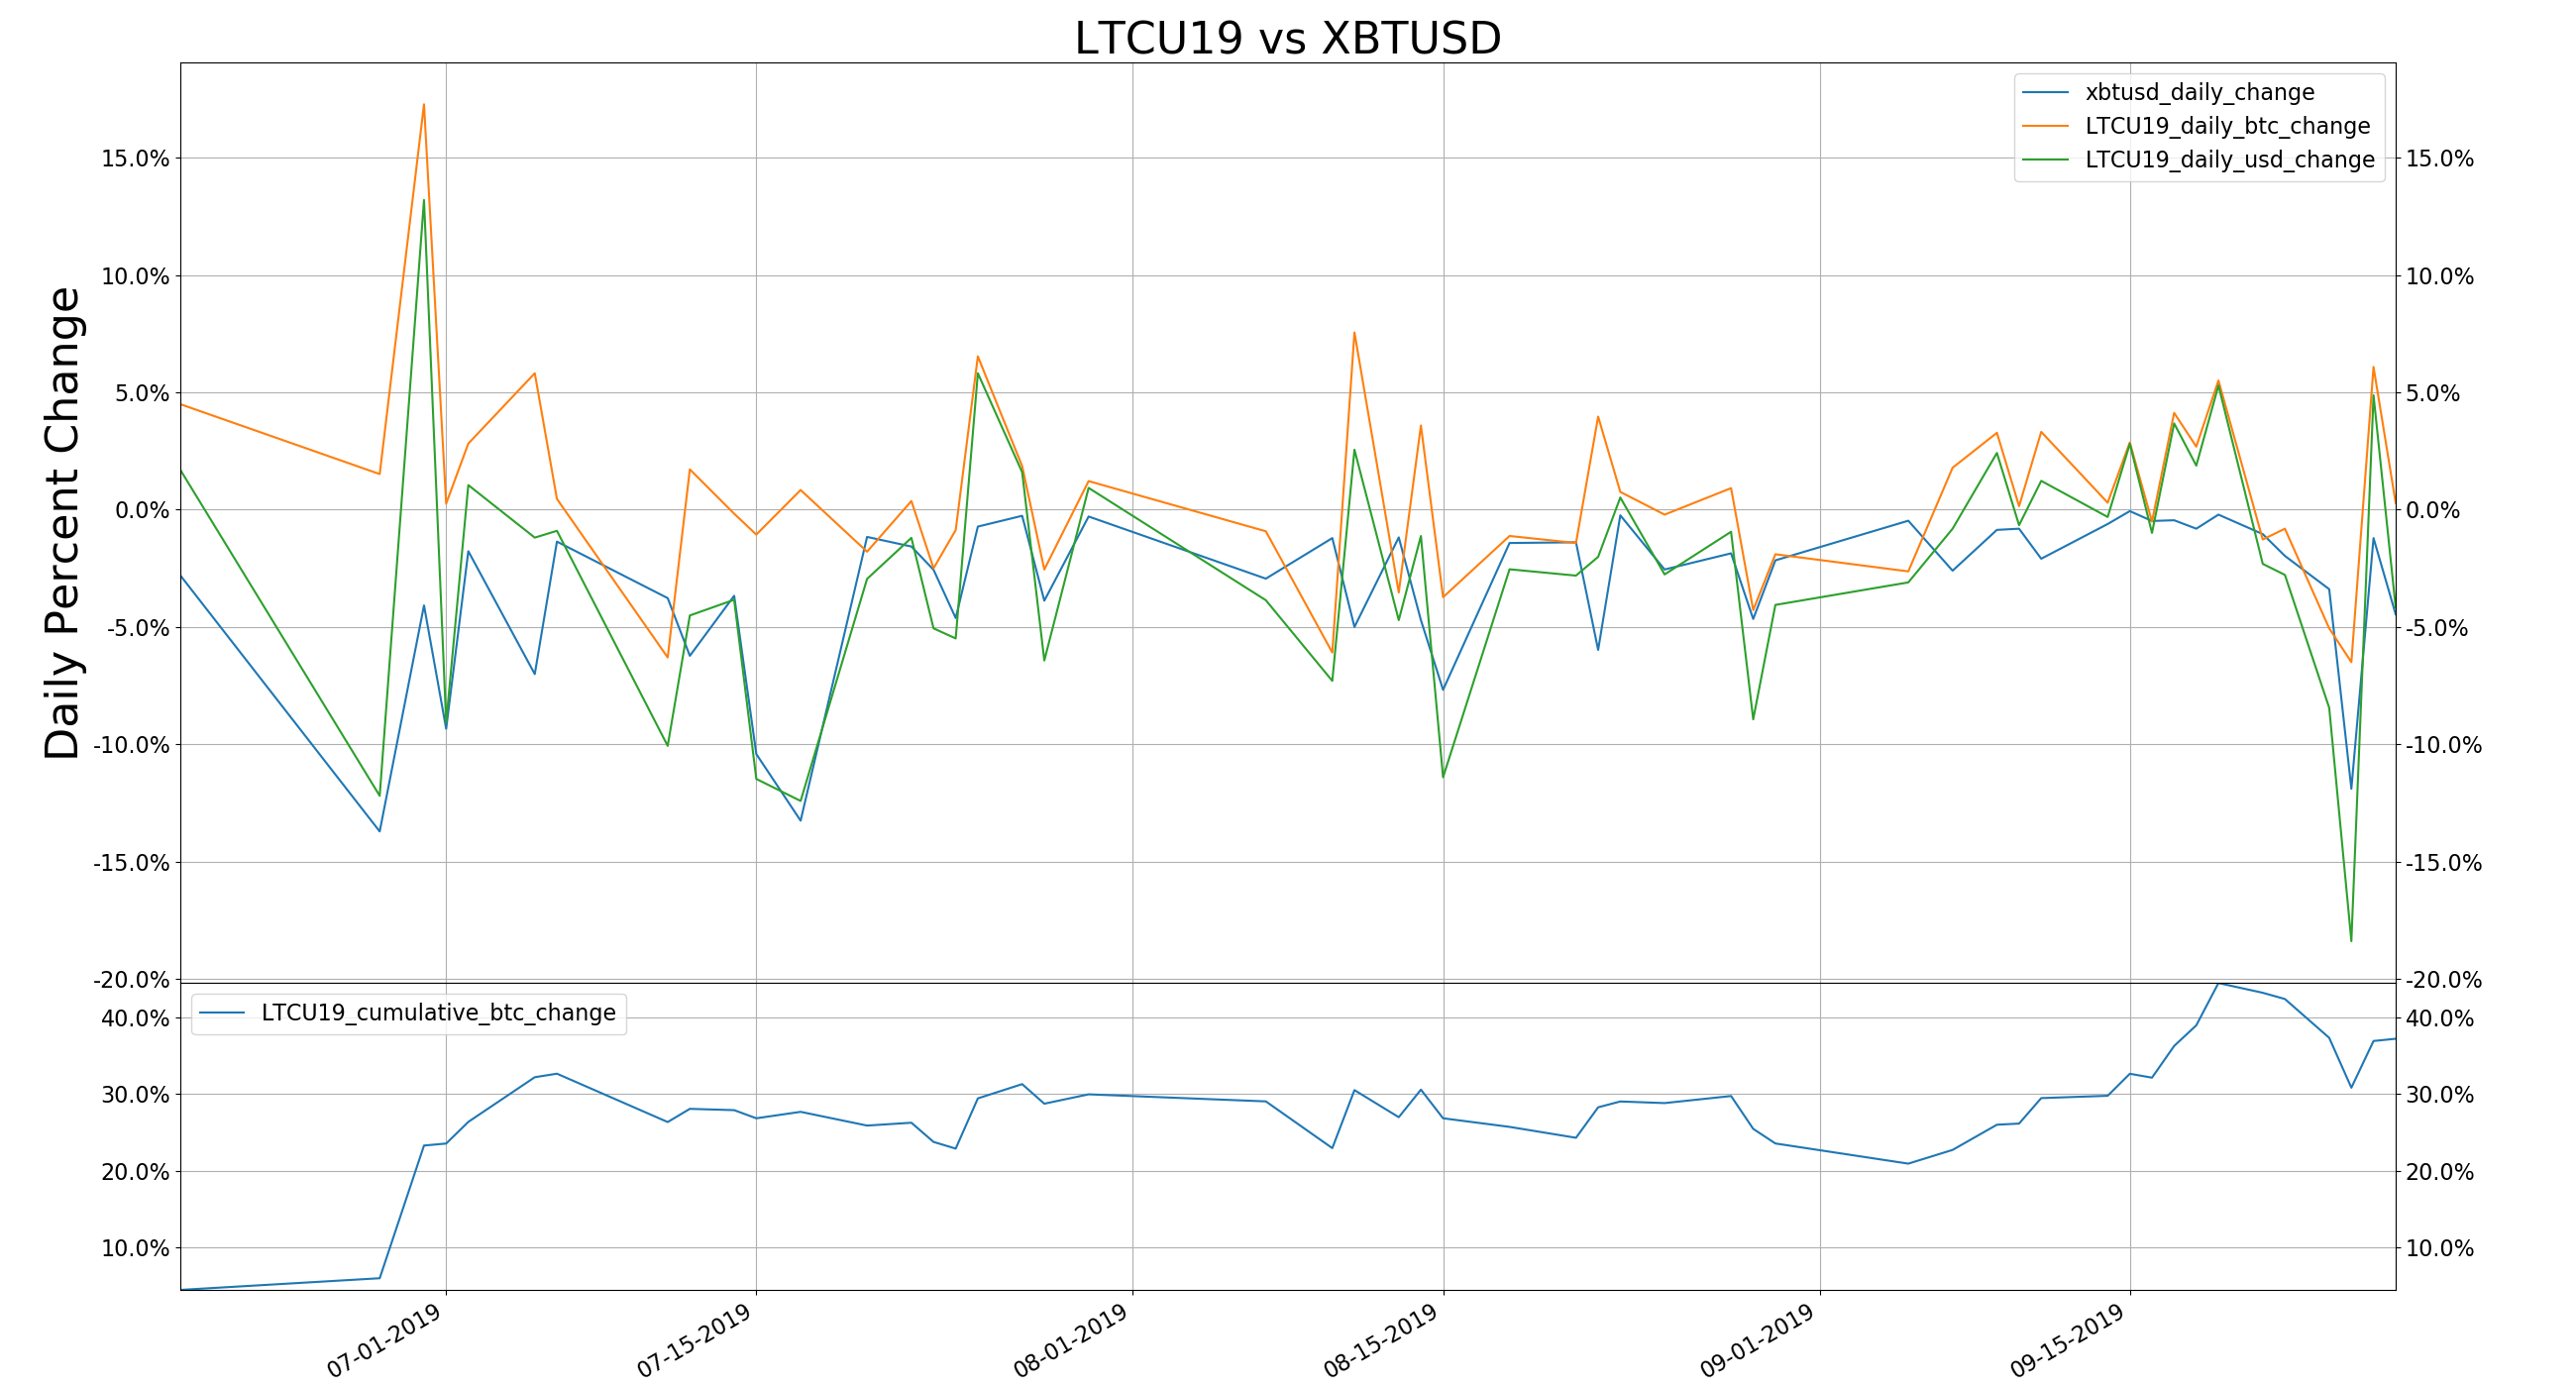 LTCU19 vs XBTUSD
Daily Percent Change
xbtusd_daily_change
LTCU19_daily_btc_change
LTCU19_daily_usd_change
15.0% 15.0%
10.0% 10.0%
5.0% 5.0%
0.0% 0.0%
-5.0% -5.0%
-10.0% -10.0%
-15.0% -15.0%
-20.0% -20.0%
LTCU19_cumulative_btc_change
40.0% 40.0%
30.0% 30.0%
20.0% 20.0%
10.0% 10.0%
07-01-2019 07-15-2019 08-01-2019 08-15-2019 09-01-2019 09-15-2019